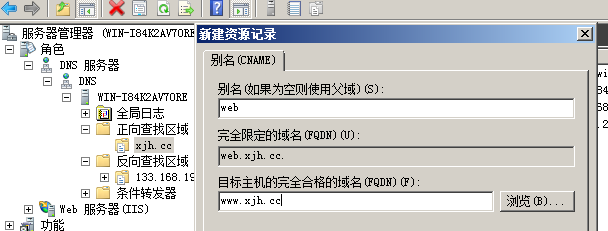 服务器管理器 (WIN-I84K2AV7ORE
角色
DNS 服务器
DNS
WIN-I84K2AV7ORE
全局日志
正向查找区域
xjh.cc
反向查找区域
133.168.19
条件转发器
Web 服务器(IIS)
功能
新建资源记录
别名(CNAME)
别名(如果为空则使用父域)(S):
web
完全限定的域名(FQDN)(U):
web.xjh.cc.
目标主机的完全合格的域名(FQDN)(F):
www.xjh.cc
浏览(B)...